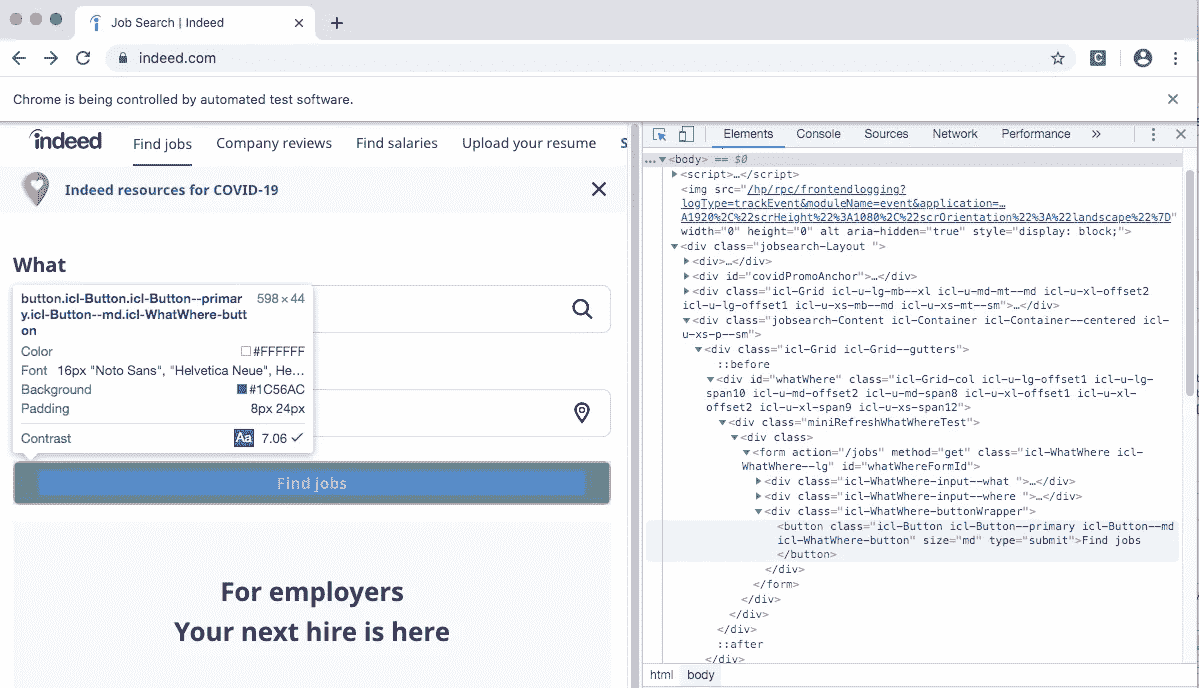 Job Search | Indeed
indeed.com
Chrome is being controlled by automated test software.
indeed Find jobs Company reviews Find salaries Upload your resume S
Indeed resources for COVID-19
What
button.icl-Button.icl-Button--primar 598 × 44
y.icl-Button--md.icl-WhatWhere-butt
on
Color #FFFFFF
Font 16px "Noto Sans", "Helvetica Neue", He…
Background #1C56AC
Padding 8px 24px
Contrast Aa 7.06
Find jobs
For employers
Your next hire is here
Elements Console Sources Network Performance »
…<body> == $0
<script>…</script>
<img src="/hp/rpc/frontendlogging?
logType=trackEvent&moduleName=event&application=…
A1920%2C%22scrHeight%22%3A1080%2C%22scrOrientation%22%3A%22landscape%22%7D"
width="0" height="0" alt aria-hidden="true" style="display: block;">
<div class="jobsearch-Layout ">
<div>…</div>
<div id="covidPromoAnchor">…</div>
<div class="icl-Grid icl-u-lg-mb--xl icl-u-md-mt--md icl-u-xl-offset2
icl-u-lg-offset1 icl-u-xs-mb--md icl-u-xs-mt--sm">…</div>
<div class="jobsearch-Content icl-Container icl-Container--centered icl-
u-xs-p--sm">
<div class="icl-Grid icl-Grid--gutters">
::before
<div id="whatWhere" class="icl-Grid-col icl-u-lg-offset1 icl-u-lg-
span10 icl-u-md-offset2 icl-u-md-span8 icl-u-xl-offset1 icl-u-xl-
offset2 icl-u-xl-span9 icl-u-xs-span12">
<div class="miniRefreshWhatWhereTest">
<div class>
<form action="/jobs" method="get" class="icl-WhatWhere icl-
WhatWhere--lg" id="whatWhereFormId">
<div class="icl-WhatWhere-input--what ">…</div>
<div class="icl-WhatWhere-input--where ">…</div>
<div class="icl-WhatWhere-buttonWrapper">
<button class="icl-Button icl-Button--primary icl-Button--md
icl-WhatWhere-button" size="md" type="submit">Find jobs
</button>
</div>
</form>
</div>
</div>
</div>
::after
</div>
html body